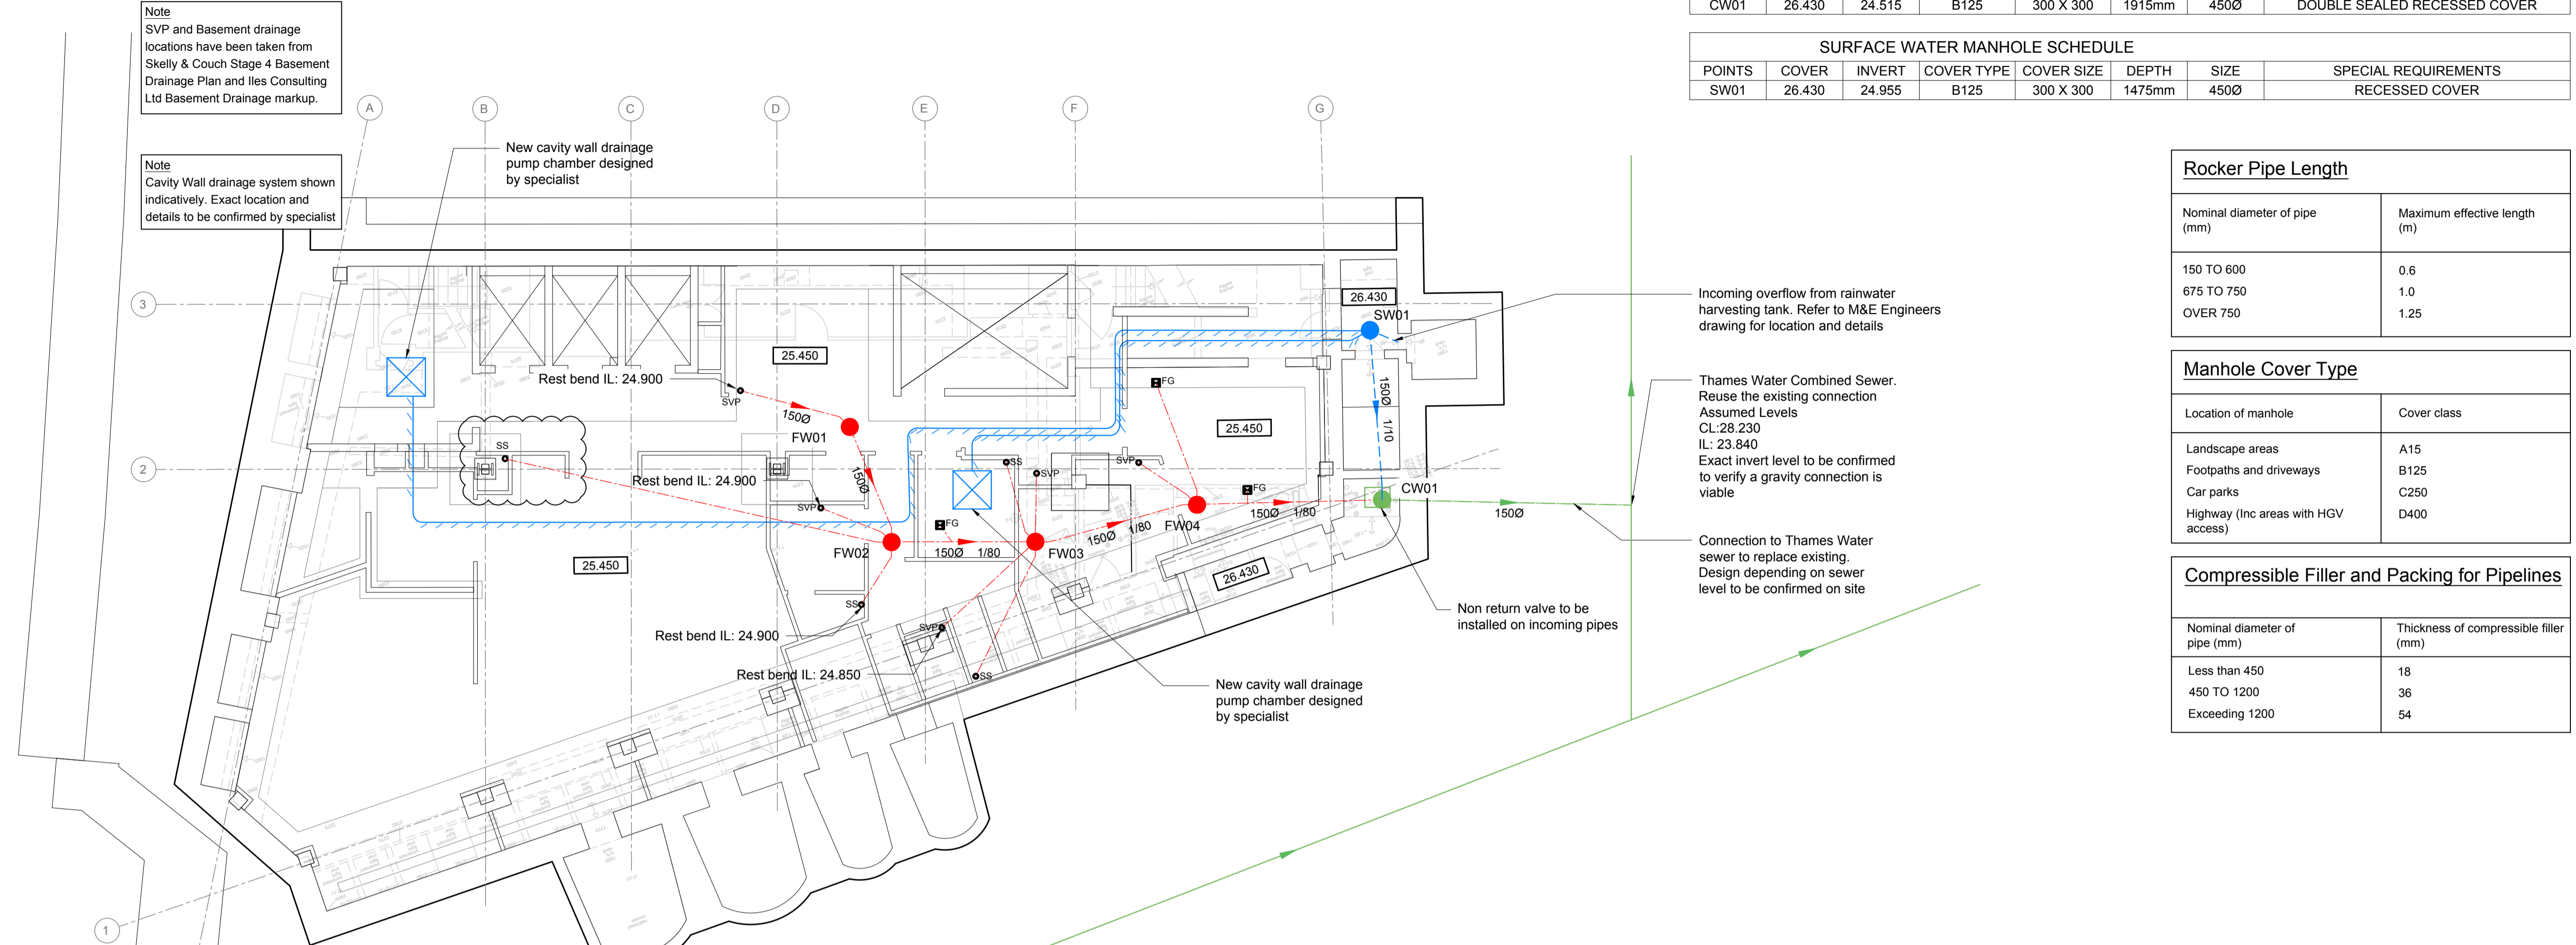 Note
SVP and Basement drainage
locations have been taken from
Skelly & Couch Stage 4 Basement
Drainage Plan and Iles Consulting
Ltd Basement Drainage markup.
Note
Cavity Wall drainage system shown
indicatively. Exact location and
details to be confirmed by specialist
CW01 26.430 24.515 B125 300 X 300 1915mm 450Ø DOUBLE SEALED RECESSED COVER
SURFACE WATER MANHOLE SCHEDULE
POINTS COVER INVERT COVER TYPE COVER SIZE DEPTH SIZE SPECIAL REQUIREMENTS
SW01 26.430 24.955 B125 300 X 300 1475mm 450Ø RECESSED COVER
A B C D E F G
3
2
1
New cavity wall drainage
pump chamber designed
by specialist
26.430
SW01
25.450
Rest bend IL: 24.900
SVP
150Ø
FW01
150Ø
FG
25.450
150Ø
1/10
SS
Rest bend IL: 24.900
SVP
SS
SVP
SVP
FG
CW01
FW02
FG
150Ø 1/80
FW03
150Ø 1/80
FW04
150Ø 1/80
150Ø
25.450
26.430
SS
Rest bend IL: 24.900
SVP
Rest bend IL: 24.850
SS
Incoming overflow from rainwater
harvesting tank. Refer to M&E Engineers
drawing for location and details
Thames Water Combined Sewer.
Reuse the existing connection
Assumed Levels
CL:28.230
IL: 23.840
Exact invert level to be confirmed
to verify a gravity connection is
viable
Connection to Thames Water
sewer to replace existing.
Design depending on sewer
level to be confirmed on site
Non return valve to be
installed on incoming pipes
New cavity wall drainage
pump chamber designed
by specialist
Rocker Pipe Length
Nominal diameter of pipe
(mm)
Maximum effective length
(m)
150 TO 600 0.6
675 TO 750 1.0
OVER 750 1.25
Manhole Cover Type
Location of manhole Cover class
Landscape areas A15
Footpaths and driveways B125
Car parks C250
Highway (Inc areas with HGV
access)
D400
Compressible Filler and Packing for Pipelines
Nominal diameter of
pipe (mm)
Thickness of compressible filler
(mm)
Less than 450 18
450 TO 1200 36
Exceeding 1200 54